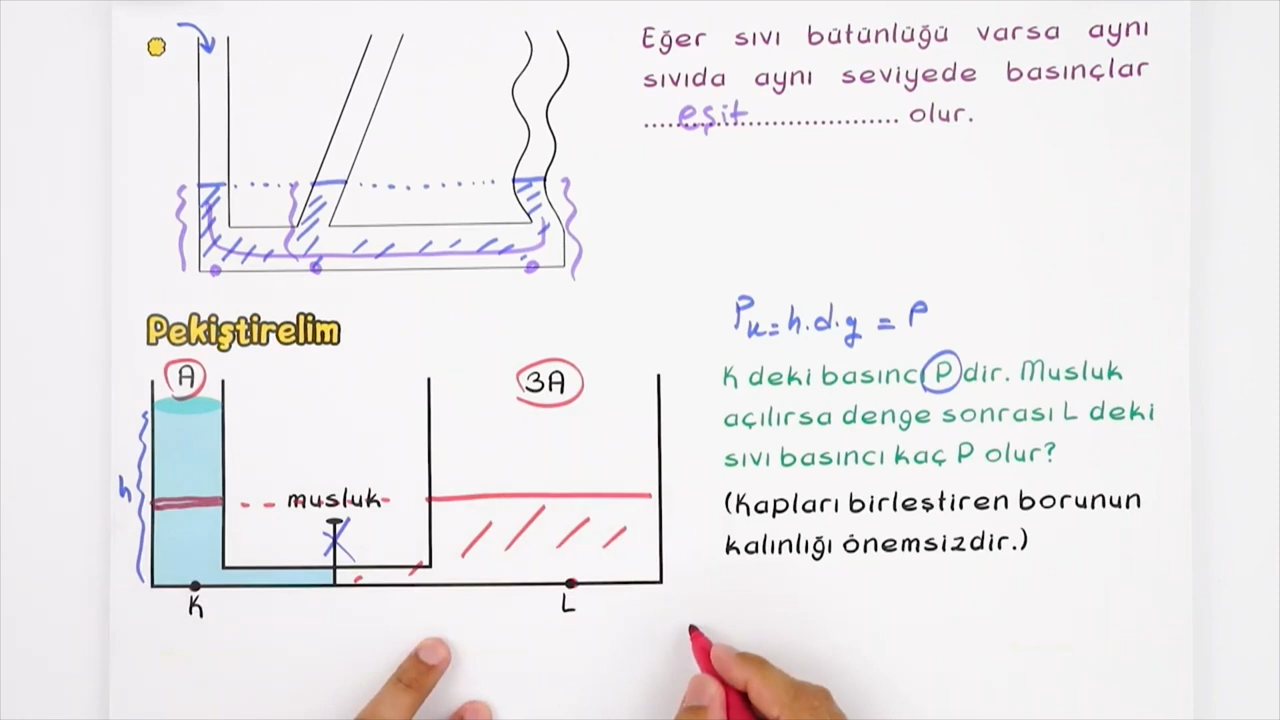 Eğer sıvı bütünlüğü varsa aynı
sıvıda aynı seviyede basınçlar
eşit olur.
Pekiştirelim
P_K = h.d.g = P
K deki basınc P dir. Musluk
açılırsa denge sonrası L deki
sıvı basıncı kaç P olur?
(Kapları birleştiren borunun
kalınlığı önemsizdir.)
A
3A
h
musluk
K
L